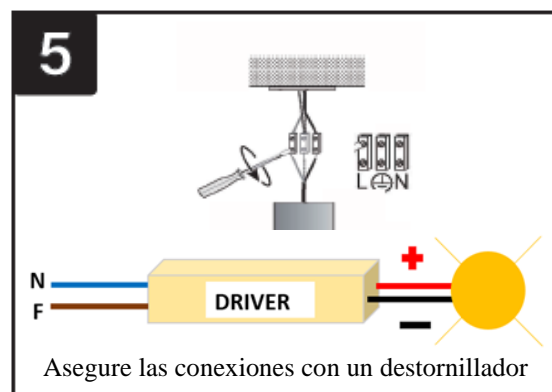 5
L ⏚ N
N
F
DRIVER
+
−
Asegure las conexiones con un destornillador